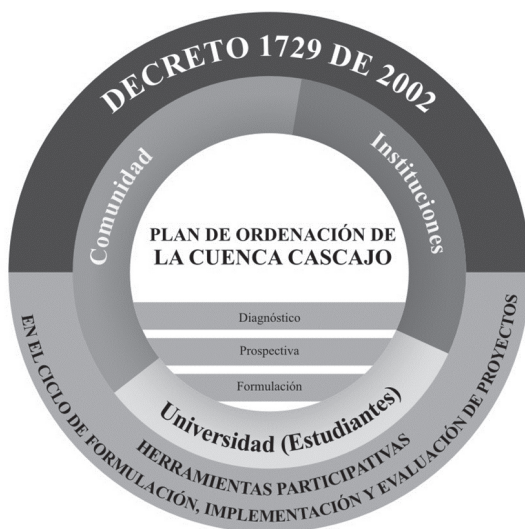 DECRETO 1729 DE 2002
Comunidad
Instituciones
PLAN DE ORDENACIÓN DE
LA CUENCA CASCAJO
Diagnóstico
Prospectiva
Formulación
Universidad (Estudiantes)
HERRAMIENTAS PARTICIPATIVAS
EN EL CICLO DE FORMULACIÓN, IMPLEMENTACIÓN Y EVALUACIÓN DE PROYECTOS